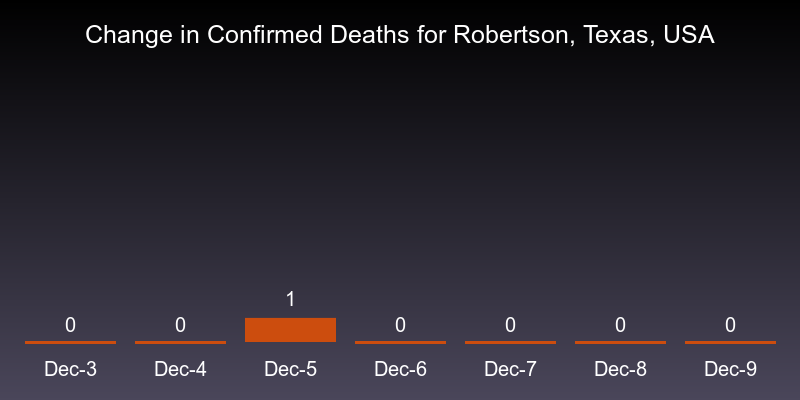 Change in Confirmed Deaths for Robertson, Texas, USA
1
0 0 0 0 0 0
Dec-3 Dec-4 Dec-5 Dec-6 Dec-7 Dec-8 Dec-9